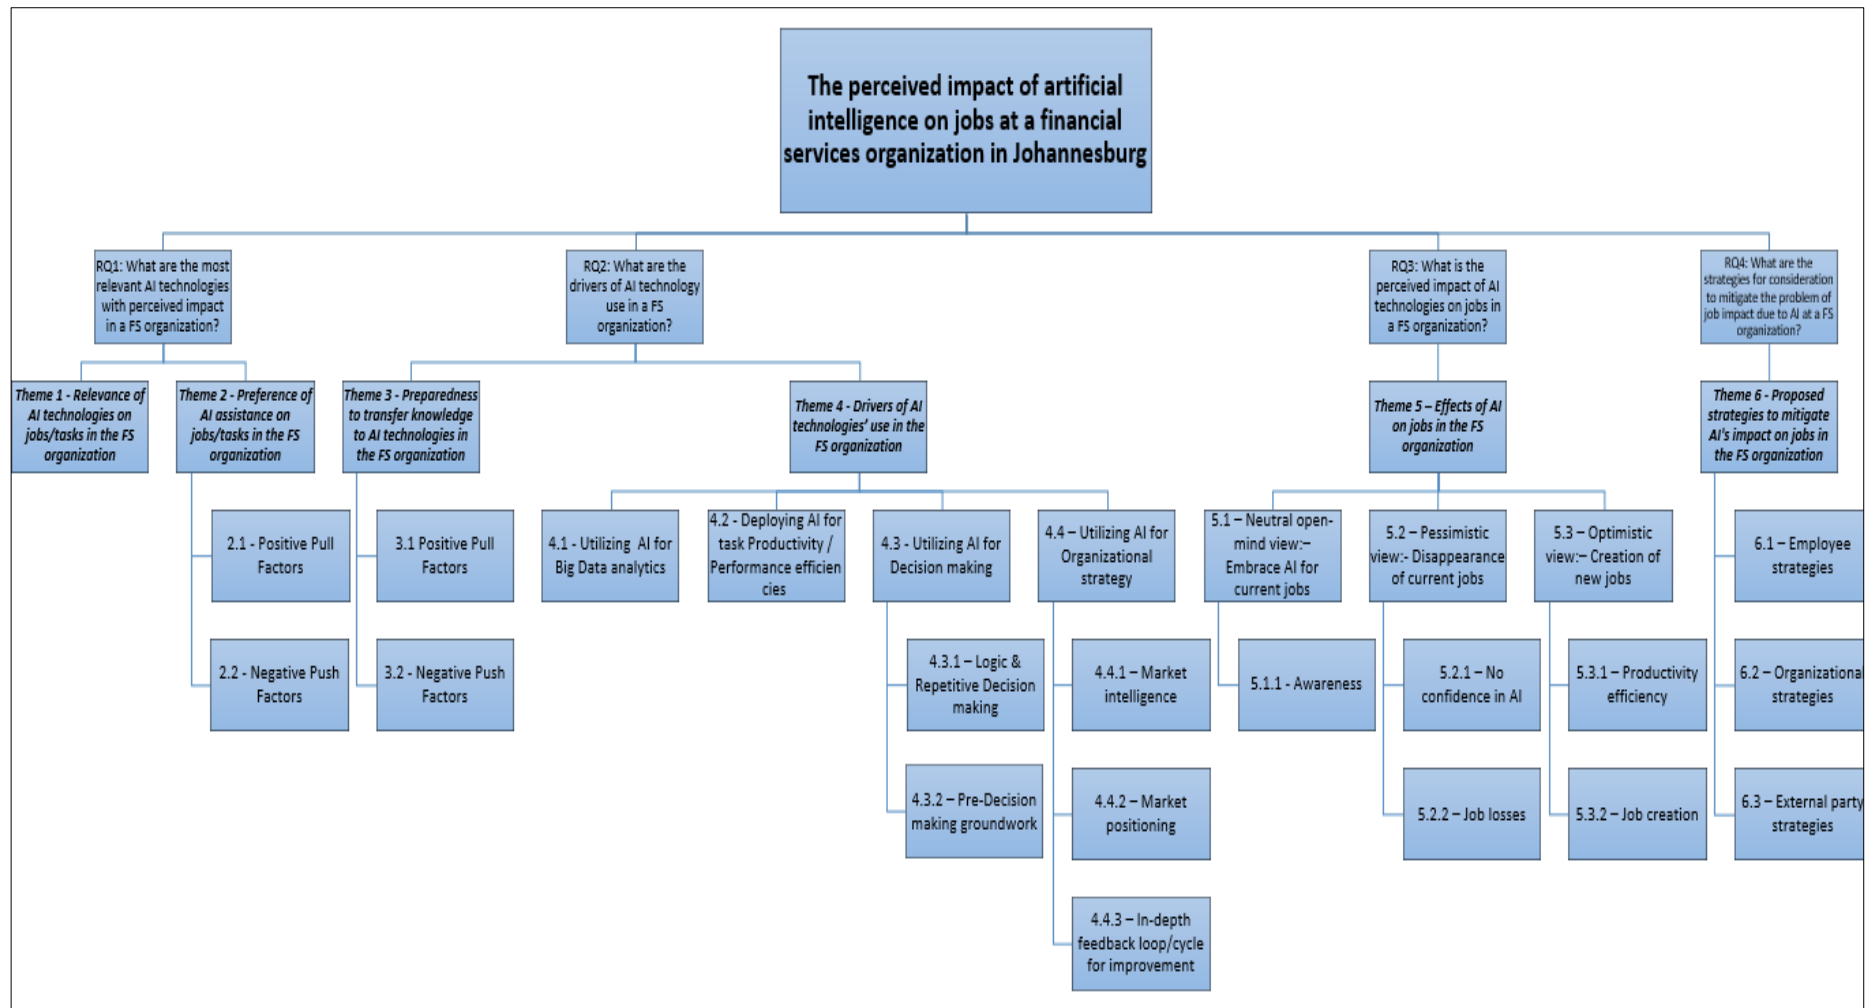 The perceived impact of artificial
intelligence on jobs at a financial
services organization in Johannesburg
RQ1: What are the most
relevant AI technologies
with perceived impact
in a FS organization?
RQ2: What are the
drivers of AI technology
use in a FS
organization?
RQ3: What is the
perceived impact of AI
technologies on jobs in
a FS organization?
RQ4: What are the
strategies for consideration
to mitigate the problem of
job impact due to AI at a FS
organization?
Theme 1 - Relevance of
AI technologies on
jobs/tasks in the FS
organization
Theme 2 - Preference of
AI assistance on
jobs/tasks in the FS
organization
Theme 3 - Preparedness
to transfer knowledge
to AI technologies in
the FS organization
Theme 4 - Drivers of AI
technologies' use in the
FS organization
Theme 5 – Effects of AI
on jobs in the FS
organization
Theme 6 - Proposed
strategies to mitigate
AI's impact on jobs in
the FS organization
2.1 - Positive Pull
Factors
3.1 Positive Pull
Factors
4.1 - Utilizing AI for
Big Data analytics
4.2 - Deploying AI for
task Productivity /
Performance efficien
cies
4.3 - Utilizing AI for
Decision making
4.4 – Utilizing AI for
Organizational
strategy
5.1 – Neutral open-
mind view:–
Embrace AI for
current jobs
5.2 – Pessimistic
view:- Disappearance
of current jobs
5.3 – Optimistic
view:– Creation of
new jobs
6.1 – Employee
strategies
2.2 - Negative Push
Factors
3.2 - Negative Push
Factors
4.3.1 – Logic &
Repetitive Decision
making
4.4.1 – Market
intelligence
5.1.1 - Awareness
5.2.1 – No
confidence in AI
5.3.1 – Productivity
efficiency
6.2 – Organizational
strategies
4.3.2 – Pre-Decision
making groundwork
4.4.2 – Market
positioning
5.2.2 – Job losses
5.3.2 – Job creation
6.3 – External party
strategies
4.4.3 – In-depth
feedback loop/cycle
for improvement